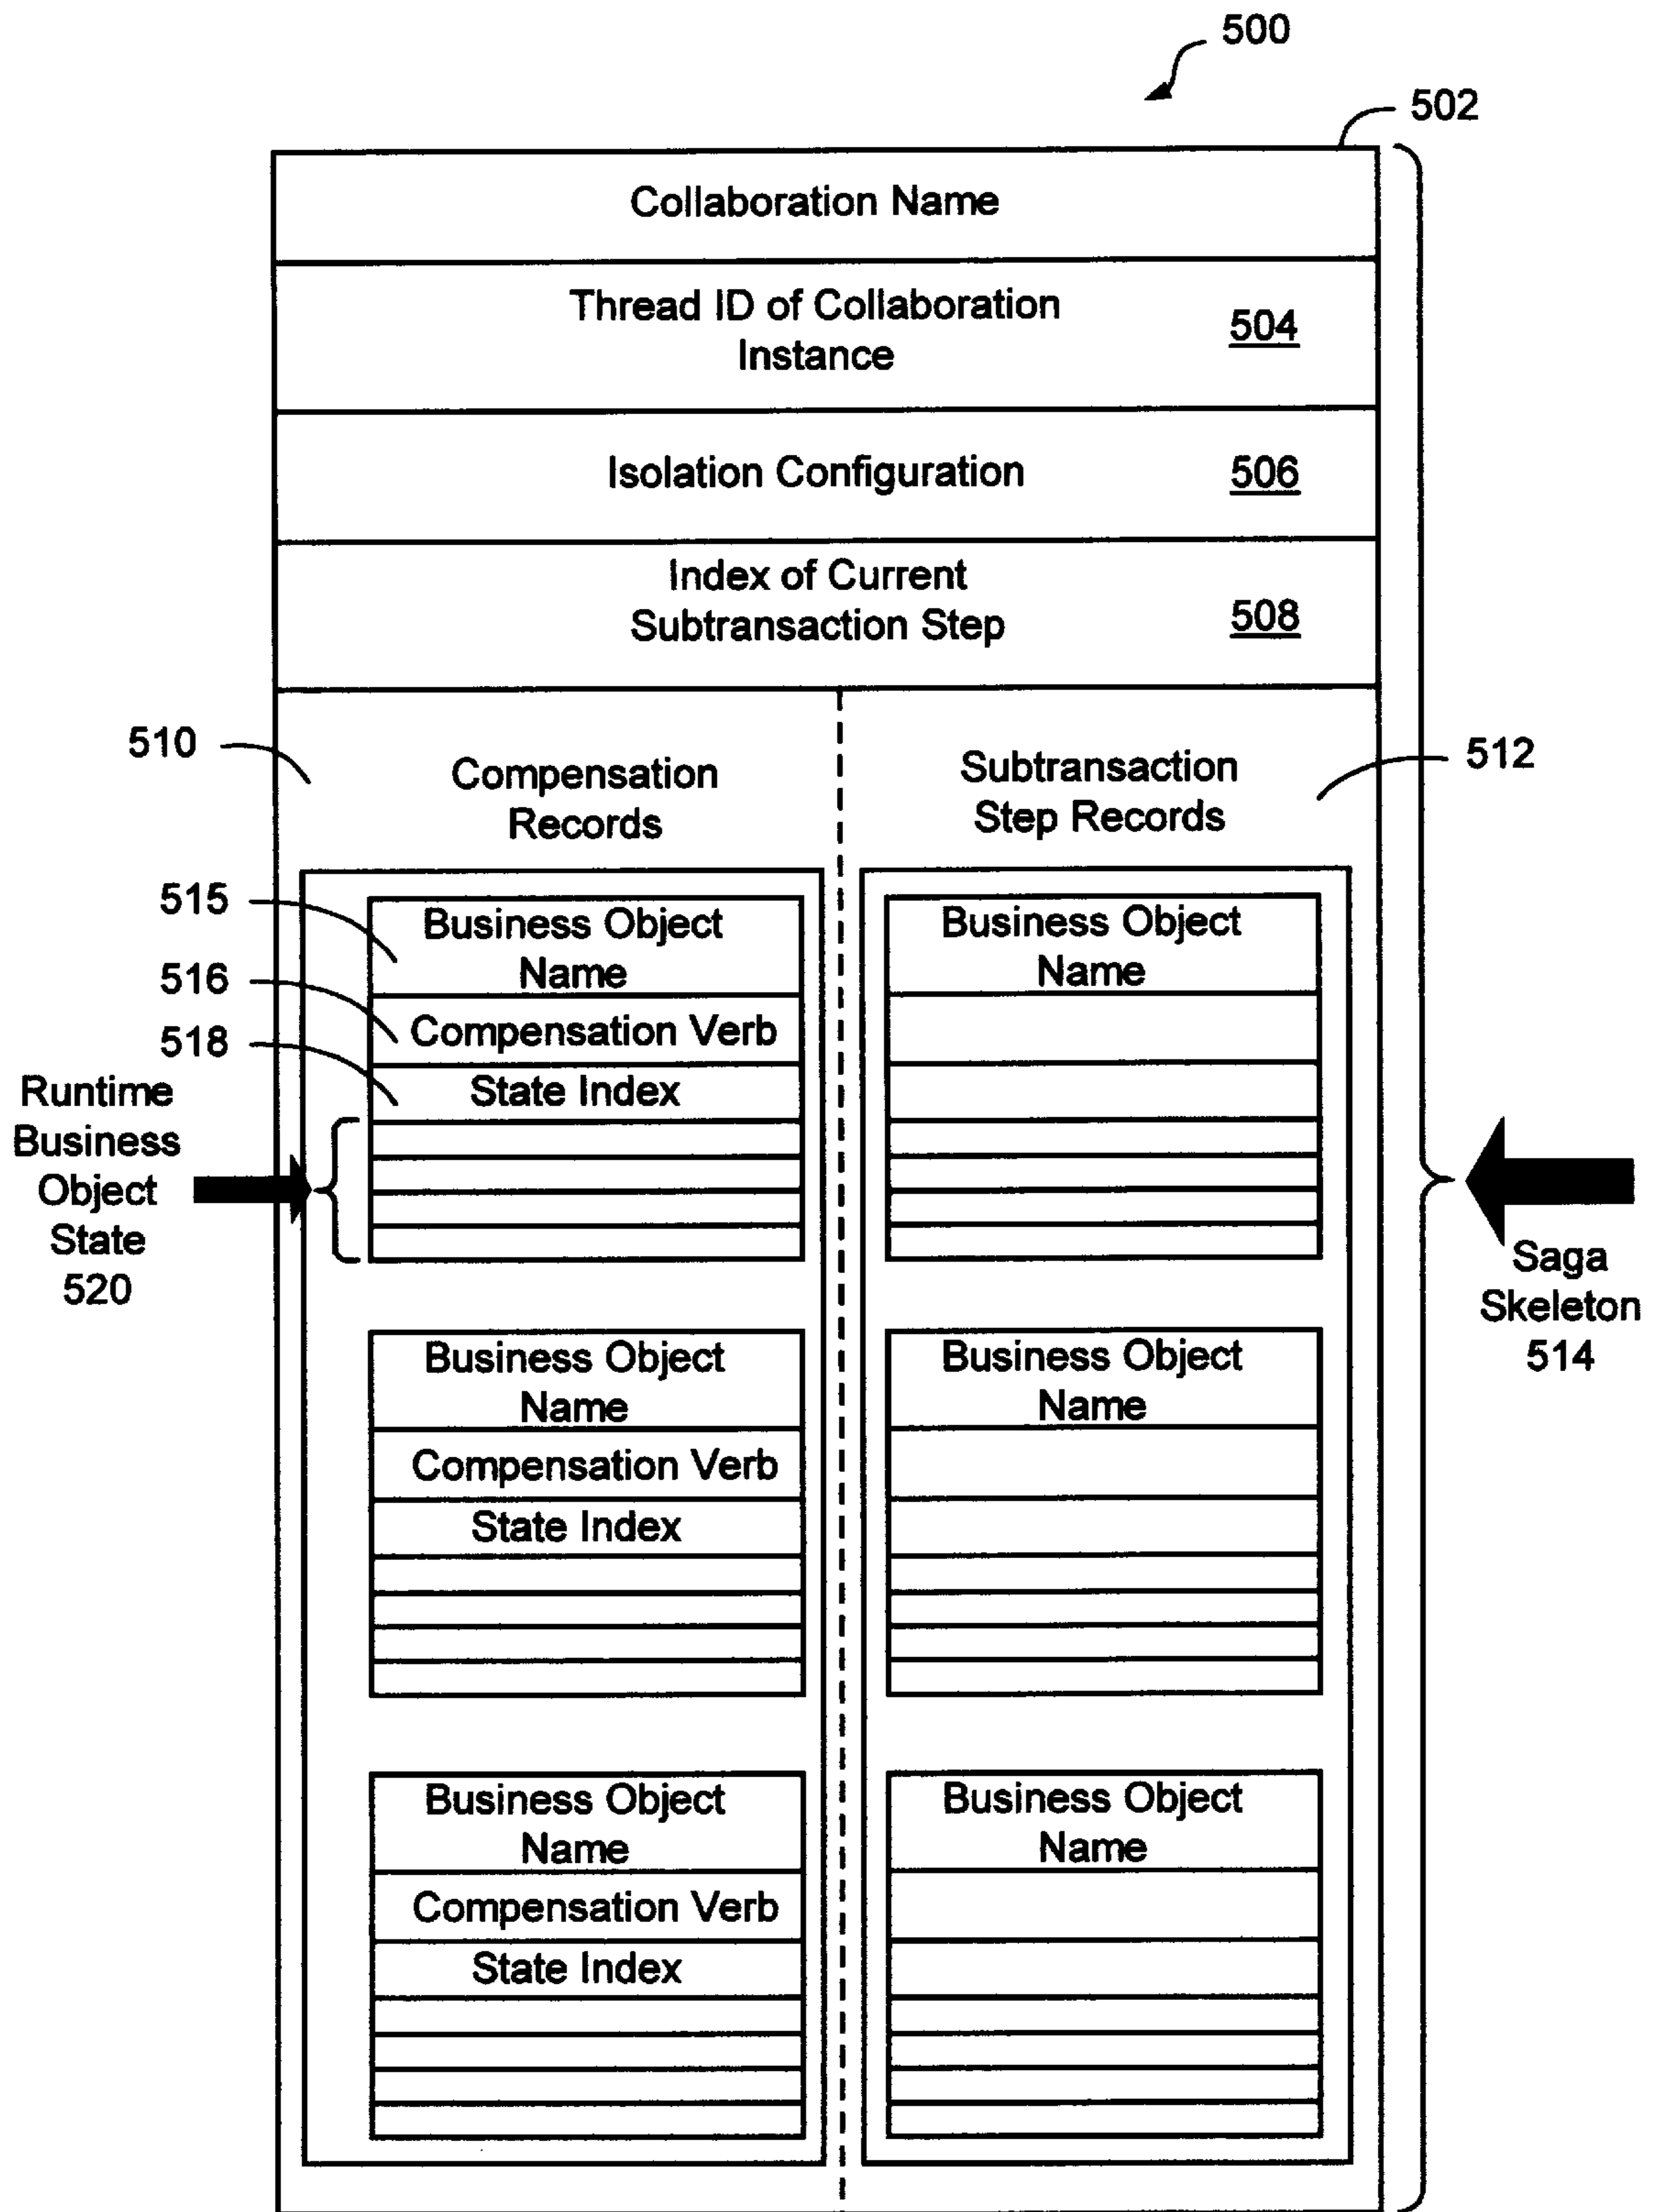 500
502
Collaboration Name
Thread ID of Collaboration
Instance
504
Isolation Configuration
506
Index of Current
Subtransaction Step
508
510
Compensation
Records
Subtransaction
Step Records
512
515
Business Object
Name
516
Compensation Verb
518
State Index
Runtime
Business
Object
State
520
Business Object
Name
Saga
Skeleton
514
Business Object
Name
Compensation Verb
State Index
Business Object
Name
Business Object
Name
Compensation Verb
State Index
Business Object
Name